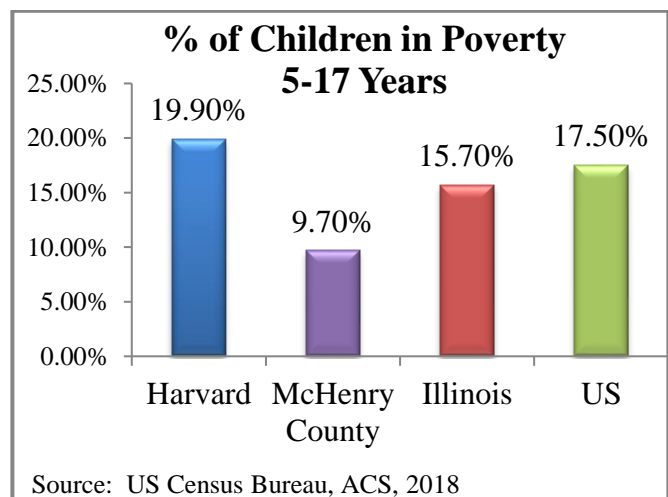 % of Children in Poverty
5-17 Years
25.00%
20.00%
15.00%
10.00%
5.00%
0.00%
19.90%
9.70%
15.70%
17.50%
Harvard
McHenry
County
Illinois
US
Source: US Census Bureau, ACS, 2018